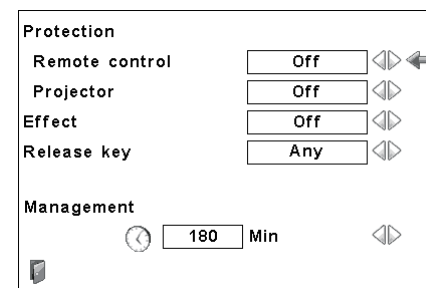 Protection
Remote control Off
Projector Off
Effect Off
Release key Any
Management
180 Min